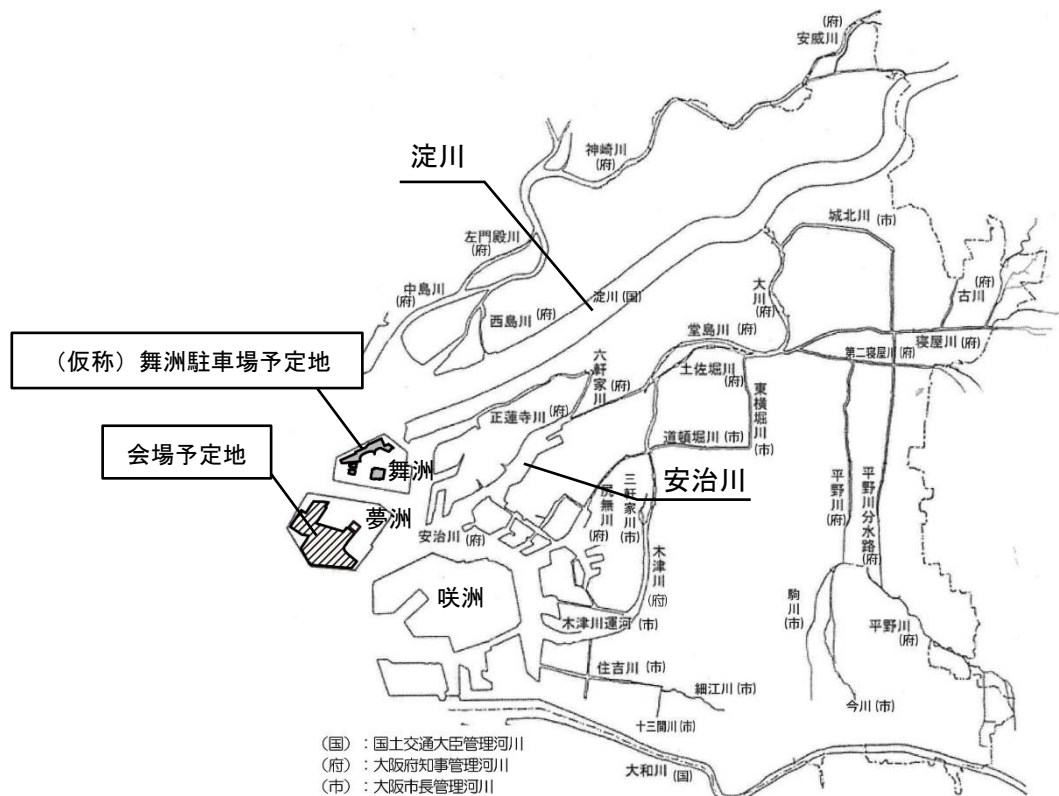 (府)
安威川
淀川
神崎川
(府)
城北川(市)
左門殿川
(府)
中島川
(府)
西島川(府)
淀川(国)
大川(府)
古川(府)
堂島川(府)
寝屋川(府)
第二寝屋川(府)
(仮称)舞洲駐車場予定地
六軒家川(府)
土佐堀川
(府)
東横堀川(市)
正蓮寺川(府)
道頓堀川(市)
会場予定地
舞洲
安治川
夢洲
安治川(府)
尻無川(府)
三軒家川(市)
平野川(府)
平野川分水路(府)
木津川(府)
咲洲
駒川(市)
木津川運河(市)
平野川(府)
住吉川(市)
細江川(市)
今川(市)
十三間川(市)
大和川(国)
(国):国土交通大臣管理河川
(府):大阪府知事管理河川
(市):大阪市長管理河川